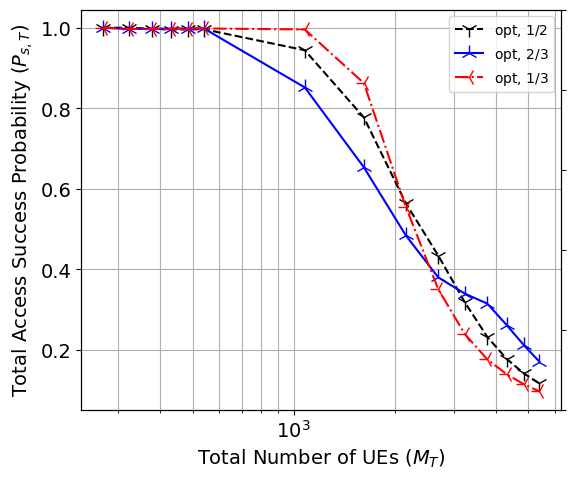 1.0
0.8
0.6
0.4
0.2
Total Access Success Probability ($P_{s,T}$)
opt, 1/2
opt, 2/3
opt, 1/3
$10^3$
Total Number of UEs ($M_T$)